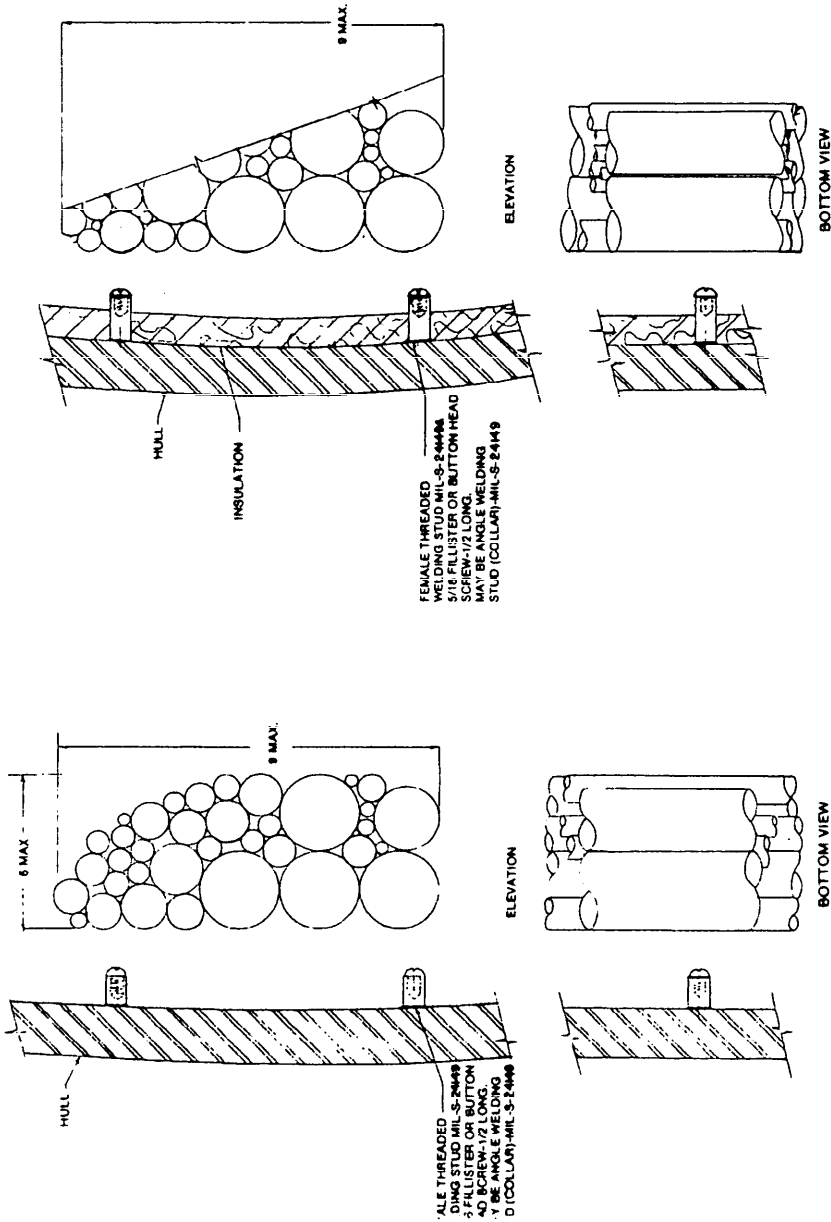 9 MAX.
ELEVATION
BOTTOM VIEW
HULL
INSULATION
FEMALE THREADED
WELDING STUD MIL-S-24149
5/16 FILLISTER OR BUTTON HEAD
SCREW-1/2 LONG.
MAY BE ANGLE WELDING
STUD (COLLAR)-MIL-S-24149
6 MAX
9 MAX.
ELEVATION
BOTTOM VIEW
HULL
ALE THREADED
DING STUD MIL-S-24149
6 FILLISTER OR BUTTON
AD SCREW-1/2 LONG.
Y BE ANGLE WELDING
D (COLLAR)-MIL-S-24149